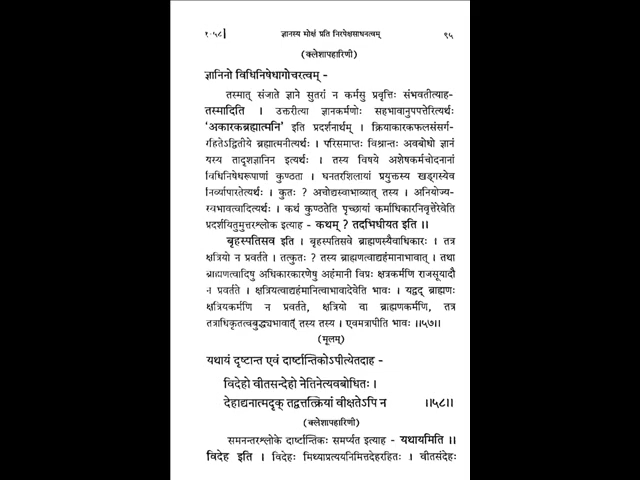 १-५८]
ज्ञानस्य मोक्षं प्रति निरपेक्षसाधनत्वम्
९५
(क्लेशापहारिणी)
ज्ञानिनो विधिनिषेधागोचरत्वम् -
तस्मात् संजाते ज्ञाने सुतरां न कर्मसु प्रवृत्तिः संभवतीत्याह-
तस्मादिति । उक्तरीत्या ज्ञानकर्मणोः सहभावानुपपत्तेरित्यर्थः
'अकारकब्रह्मात्मनि' इति प्रदर्शनार्थम् । क्रियाकारकफलसंसर्ग-
रहितेऽद्वितीये ब्रह्मात्मनीत्यर्थः । परिसमाप्तः विश्रान्तः अवबोधो ज्ञानं
यस्य तादृशज्ञानिन इत्यर्थः । तस्य विषये अशेषकर्मचोदनानां
विधिनिषेधरूपाणां कुण्ठता । घनतरशिलायां प्रयुक्तस्य खड्गस्येव
निर्व्यापारतेत्यर्थः । कुतः ? अचोद्यस्वाभाव्यात् तस्य । अनियोज्य-
स्वभावत्वादित्यर्थः । कथं कुण्ठतेति पृच्छायां कर्माधिकारनिवृत्तेरेवेति
प्रदर्शयितुमुत्तरश्लोक इत्याह - कथम् ? तदभिधीयत इति ।।
बृहस्पतिसव इति । बृहस्पतिसवे ब्राह्मणस्यैवाधिकारः । तत्र
क्षत्रियो न प्रवर्तते । तत्कुतः ? तस्य ब्राह्मणत्वाद्यहंमानाभावात् । तथा
ब्राह्मणत्वादिषु अधिकारकारणेषु अहंमानी विप्रः क्षत्रकर्मणि राजसूयादौ
न प्रवर्तते । क्षत्रियत्वाद्यहंमानित्वाभावादेवेति भावः । यद्वद् ब्राह्मणः
क्षत्रियकर्मणि न प्रवर्तते, क्षत्रियो वा ब्राह्मणकर्मणि, तत्र
तत्राधिकृतत्वबुद्ध्यभावात् तस्य तस्य । एवमत्रापीति भावः ।।५७।।
(मूलम्)
यथायं दृष्टान्त एवं दार्ष्टान्तिकोऽपीत्येतदाह -
विदेहो वीतसन्देहो नेतिनेत्यवबोधितः ।
देहाद्यनात्मदृक् तद्वत्तत्क्रियां वीक्षतेऽपि न ।।५८।।
(क्लेशापहारिणी)
समनन्तरश्लोके दार्ष्टान्तिकः समर्प्यत इत्याह - यथायमिति ।।
विदेह इति । विदेहः मिथ्याप्रत्ययनिमित्तदेहरहितः । वीतसंदेहः